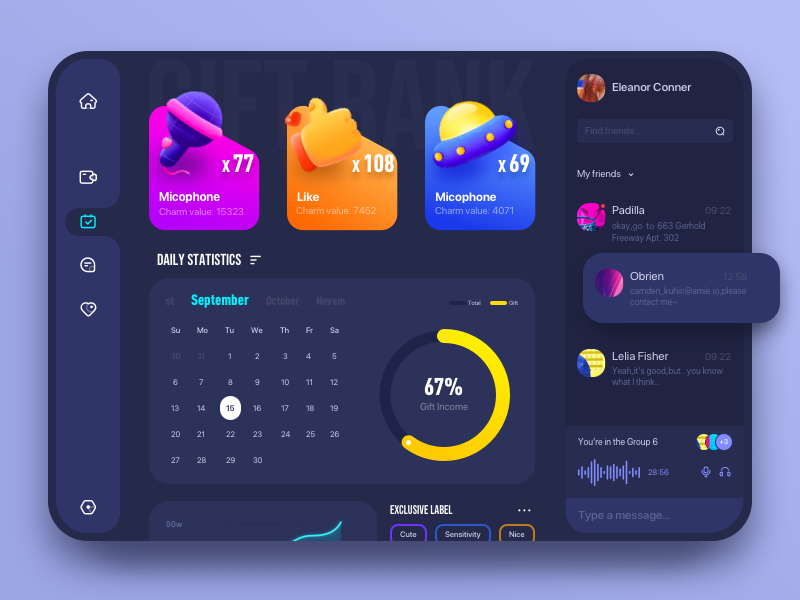 GIFT BANK
x 77
Micophone
Charm value: 15323
x 108
Like
Charm value: 7452
x 69
Micophone
Charm value: 4071
DAILY STATISTICS
st September October Novem
Su Mo Tu We Th Fr Sa
30 31 1 2 3 4 5
6 7 8 9 10 11 12
13 14 15 16 17 18 19
20 21 22 23 24 25 26
27 28 29 30
Total Gift
67%
Gift Income
50w
EXCLUSIVE LABEL
Cute Sensitivity Nice
Eleanor Conner
Find friends...
My friends
Padilla 09:22
okay,go to 663 Gerhold
Freeway Apt. 302
Obrien 12:56
camden_kuhic@amie.io,please
contact me~
Lelia Fisher 09:22
Yeah,it's good,but...you know
what I think...
You're in the Group 6
+3
28:56
Type a message...